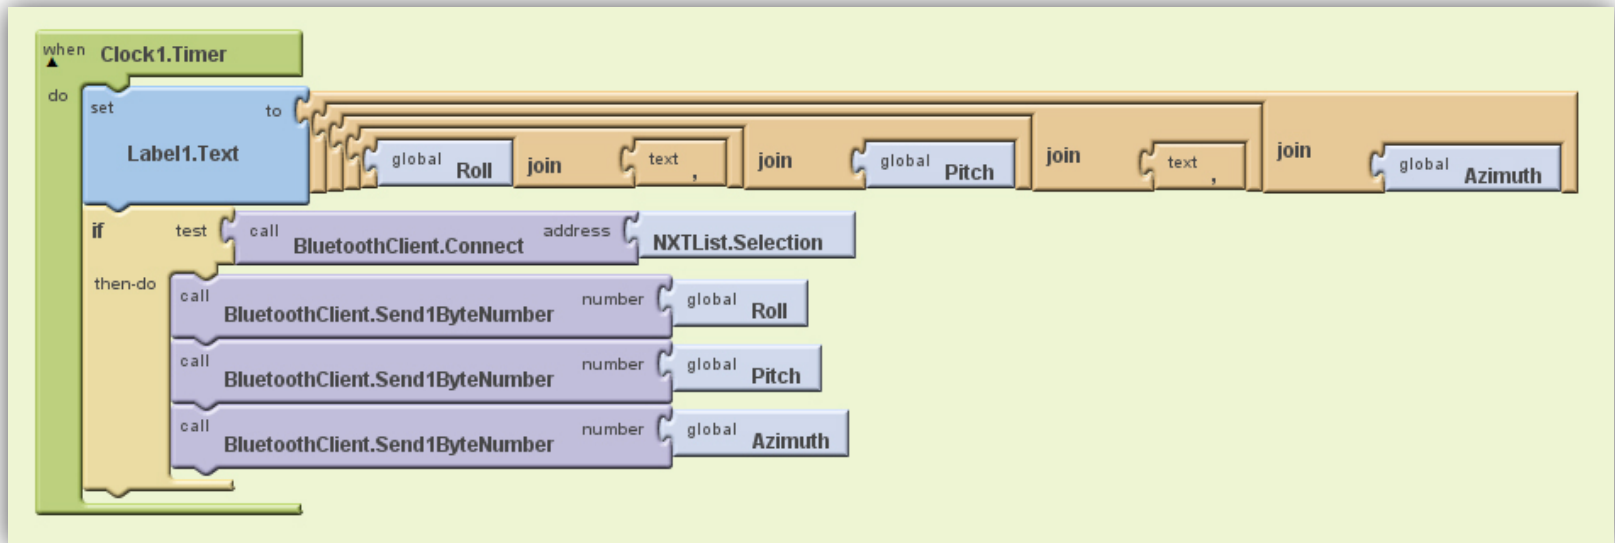 when Clock1.Timer
do
set Label1.Text to
global Roll join text , join global Pitch join text , join global Azimuth
if test call BluetoothClient.Connect address NXTList.Selection
then-do
call BluetoothClient.Send1ByteNumber number global Roll
call BluetoothClient.Send1ByteNumber number global Pitch
call BluetoothClient.Send1ByteNumber number global Azimuth